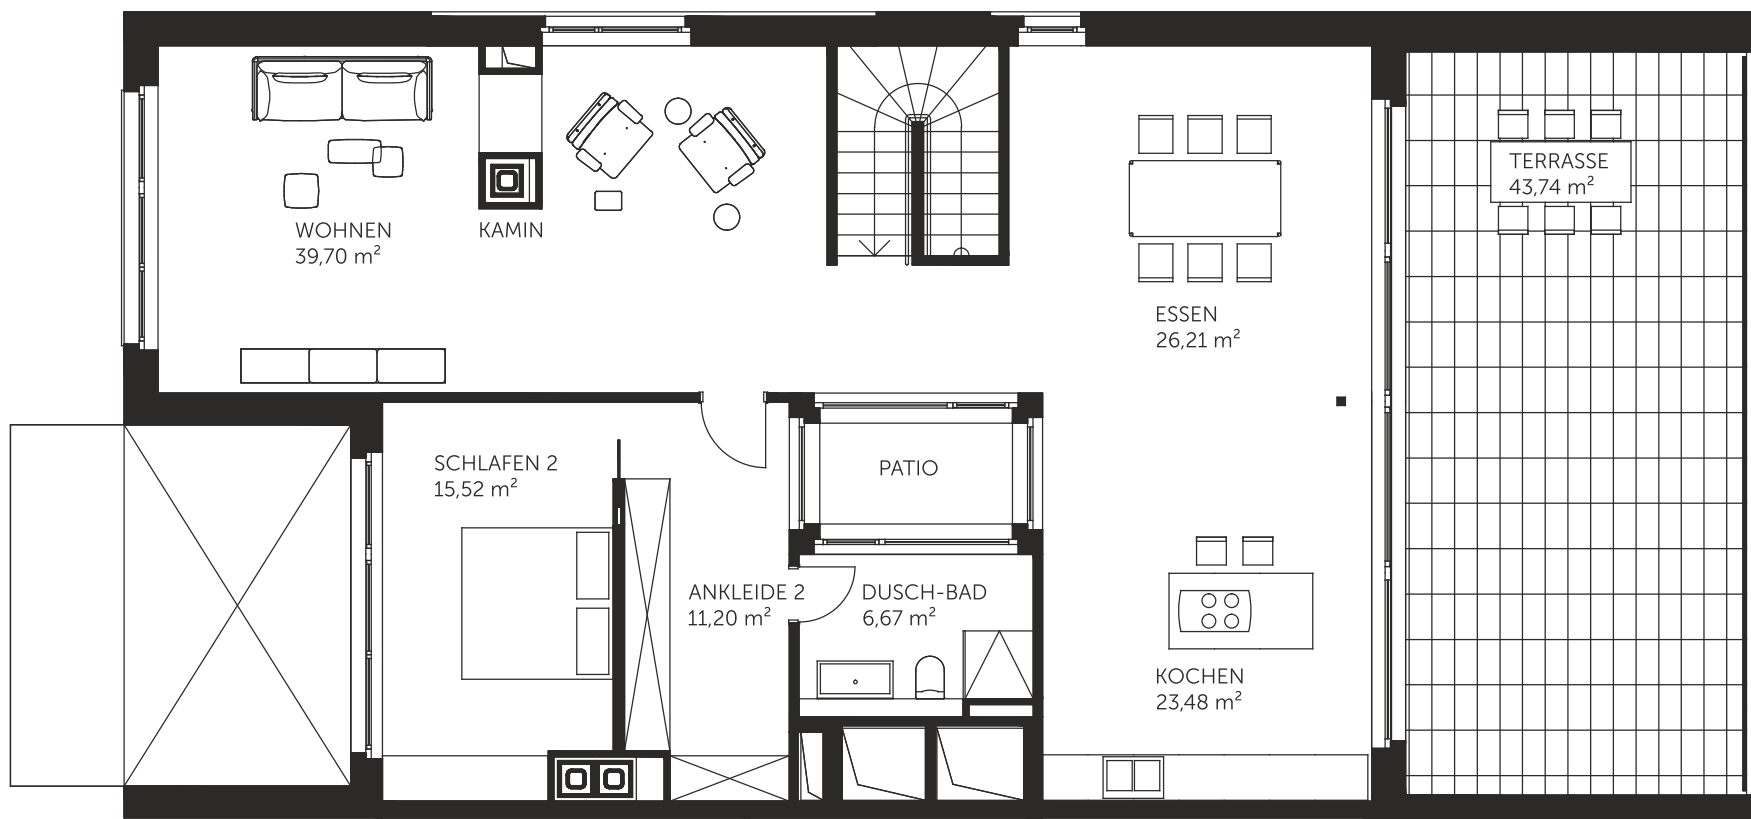 TERRASSE
43,74 m²
WOHNEN
39,70 m²
KAMIN
ESSEN
26,21 m²
SCHLAFEN 2
15,52 m²
PATIO
ANKLEIDE 2
11,20 m²
DUSCH-BAD
6,67 m²
KOCHEN
23,48 m²